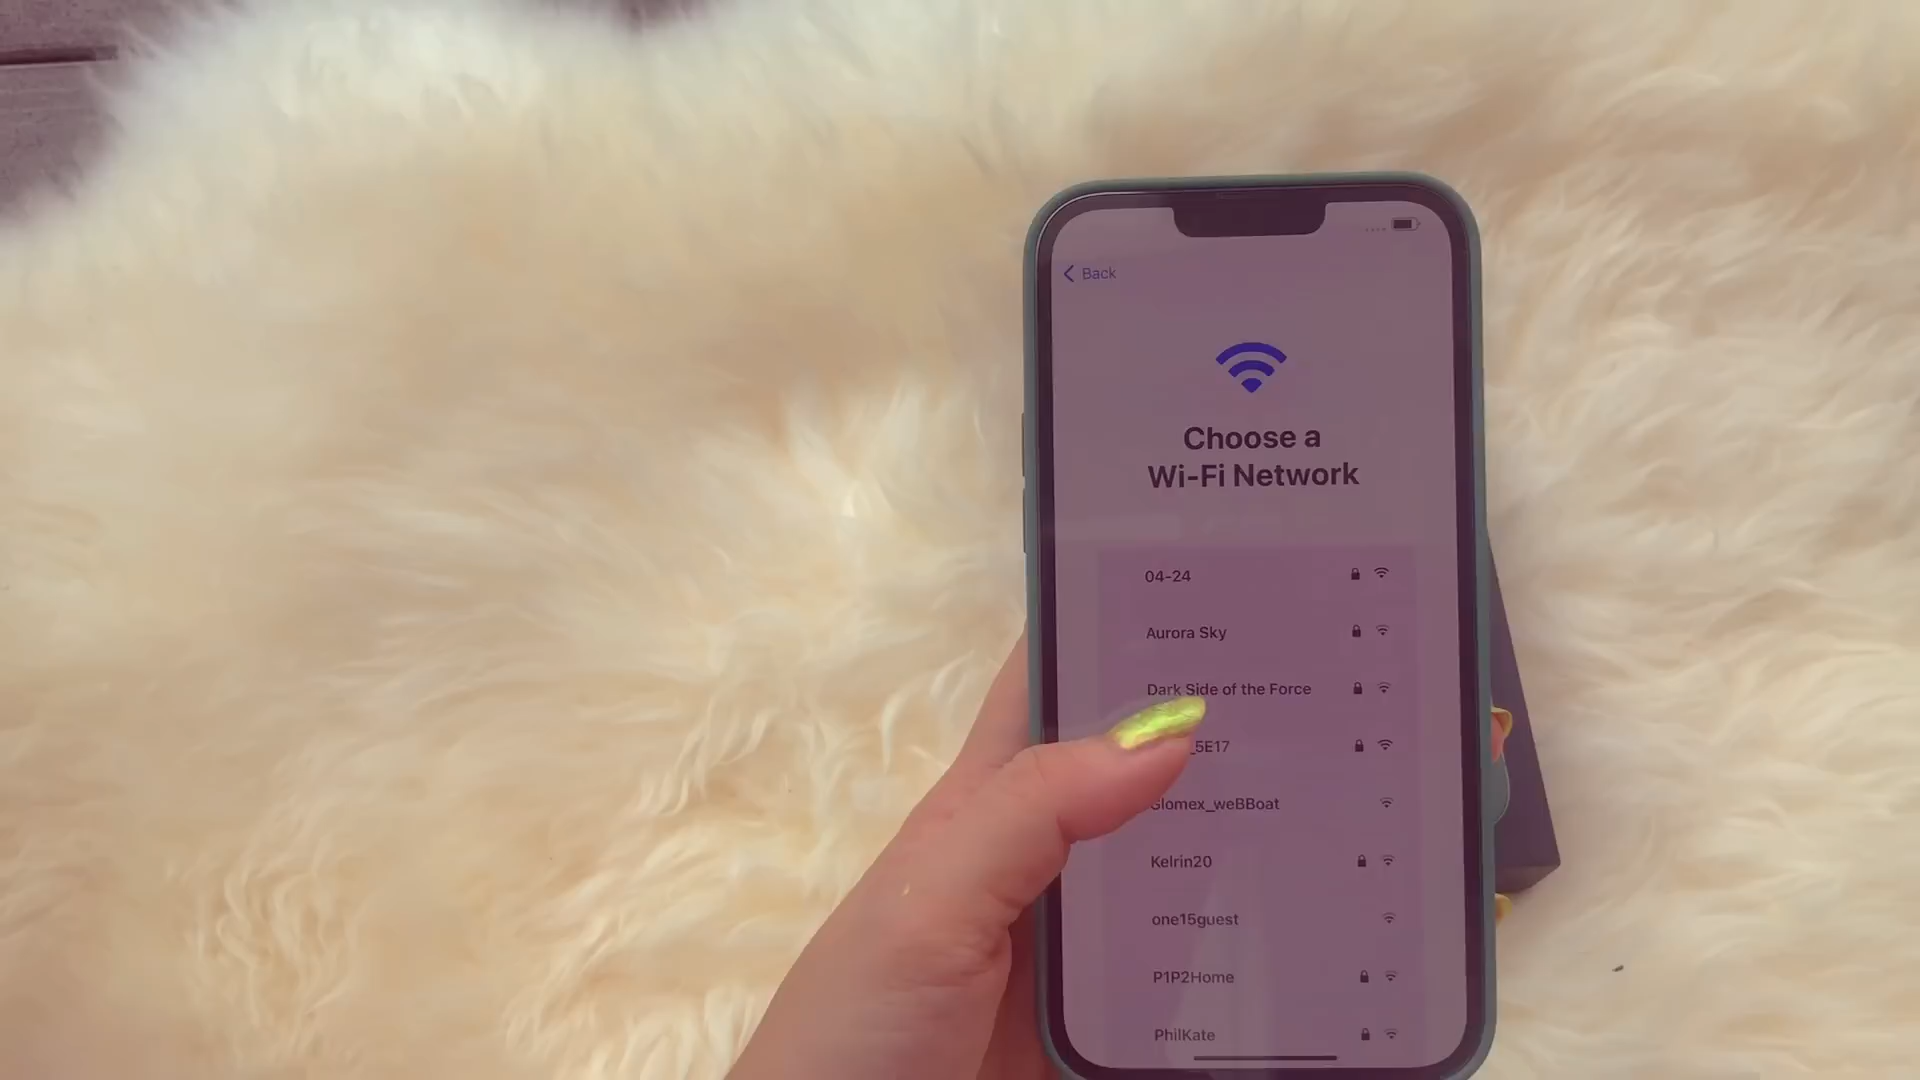 Back
Choose a
Wi-Fi Network
04-24
Aurora Sky
Dark Side of the Force
_5E17
Glomex_weBBoat
Kelrin20
one15guest
P1P2Home
PhilKate